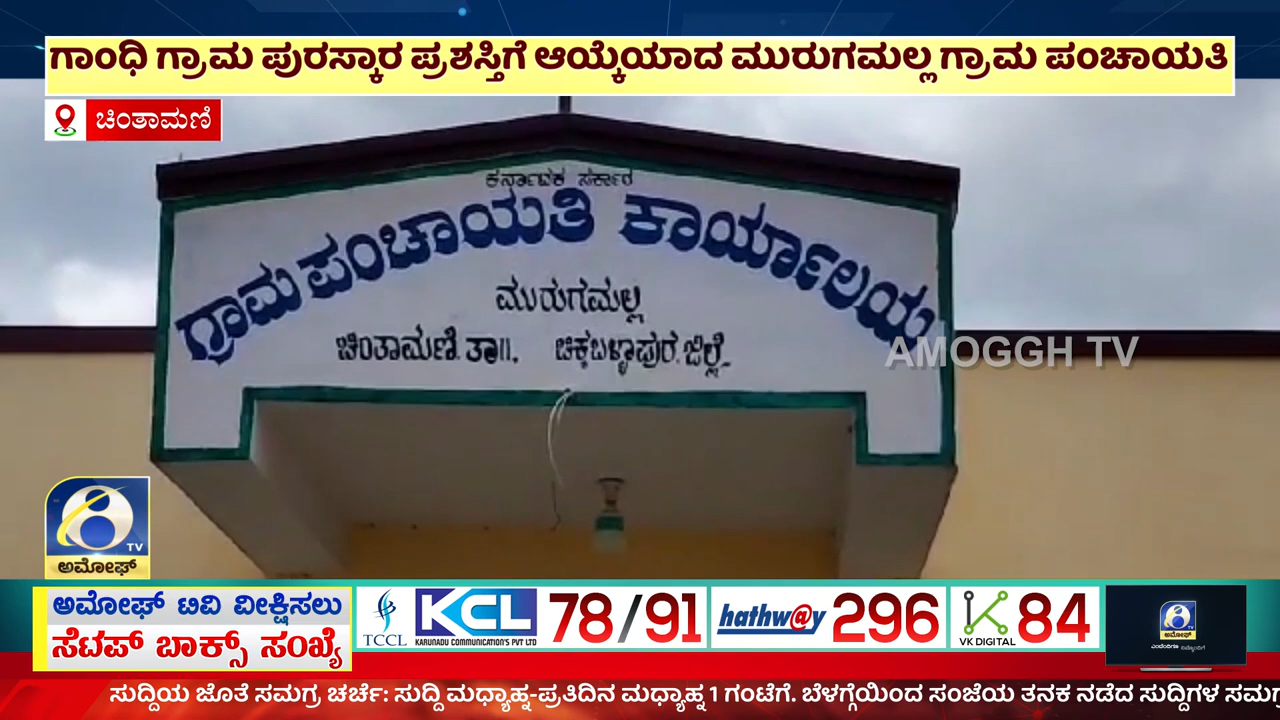 ಗಾಂಧಿ ಗ್ರಾಮ ಪುರಸ್ಕಾರ ಪ್ರಶಸ್ತಿಗೆ ಆಯ್ಕೆಯಾದ ಮುರುಗಮಲ್ಲ ಗ್ರಾಮ ಪಂಚಾಯತಿ
ಚಿಂತಾಮಣಿ
ಕರ್ನಾಟಕ ಸರ್ಕಾರ
ಗ್ರಾಮ ಪಂಚಾಯತಿ ಕಾರ್ಯಾಲಯ
ಮುರುಗಮಲ್ಲ
ಚಿಂತಾಮಣಿ. ತಾ॥. ಚಿಕ್ಕಬಳ್ಳಾಪುರ. ಜಿಲ್ಲೆ.
AMOGGH TV
8 TV
ಅಮೋಘ್
ಅಮೋಘ್ ಟಿವಿ ವೀಕ್ಷಿಸಲು
ಸೆಟಪ್ ಬಾಕ್ಸ್ ಸಂಖ್ಯೆ
TCCL
KCL
KARUNADU COMMUNICATION'S PVT LTD
78/91
hathw@y
296
VK DIGITAL
84
ಸುದ್ದಿಯ ಜೊತೆ ಸಮಗ್ರ ಚರ್ಚೆ: ಸುದ್ದಿ ಮಧ್ಯಾಹ್ನ-ಪ್ರತಿದಿನ ಮಧ್ಯಾಹ್ನ 1 ಗಂಟೆಗೆ. ಬೆಳಗ್ಗೆಯಿಂದ ಸಂಜೆಯ ತನಕ ನಡೆದ ಸುದ್ದಿಗಳ ಸಮಗ್ರ